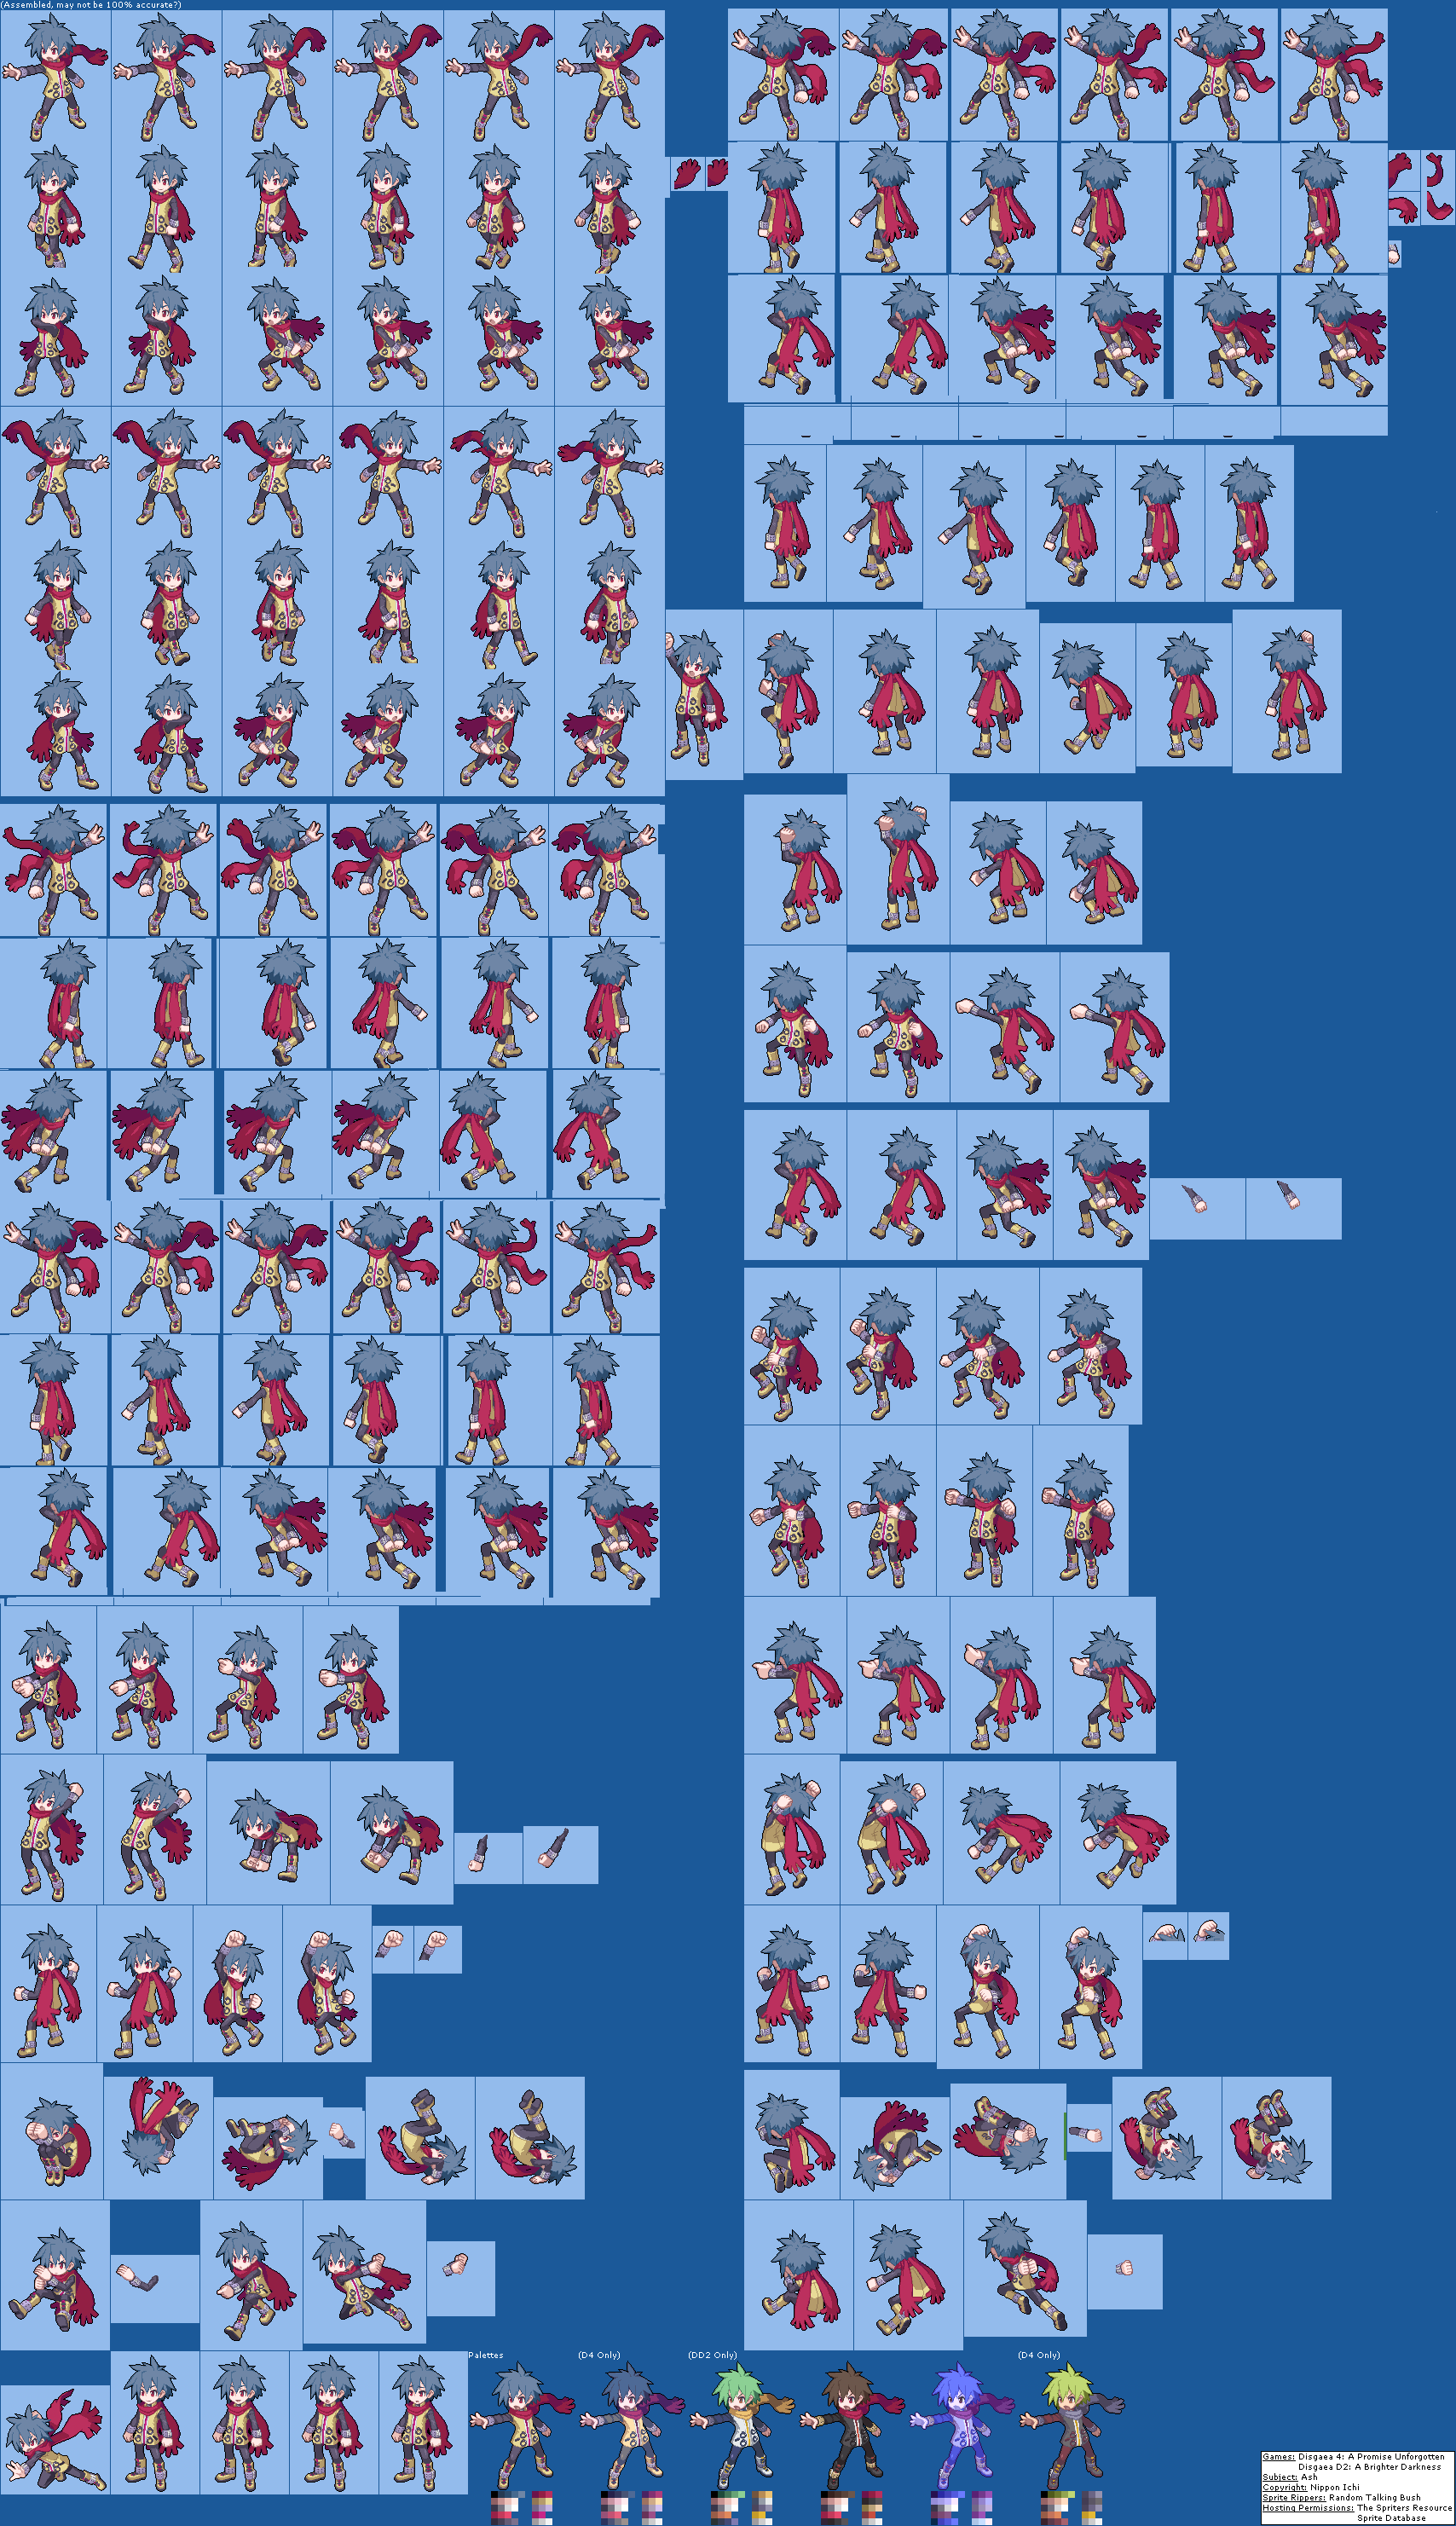 (Assembled, may not be 100% accurate?)
Palettes
(D4 Only)
(DD2 Only)
(D4 Only)
Games: Disgaea 4: A Promise Unforgotten
Disgaea D2: A Brighter Darkness
Subject: Ash
Copyright: Nippon Ichi
Sprite Rippers: Random Talking Bush
Hosting Permissions: The Spriters Resource
Sprite Database